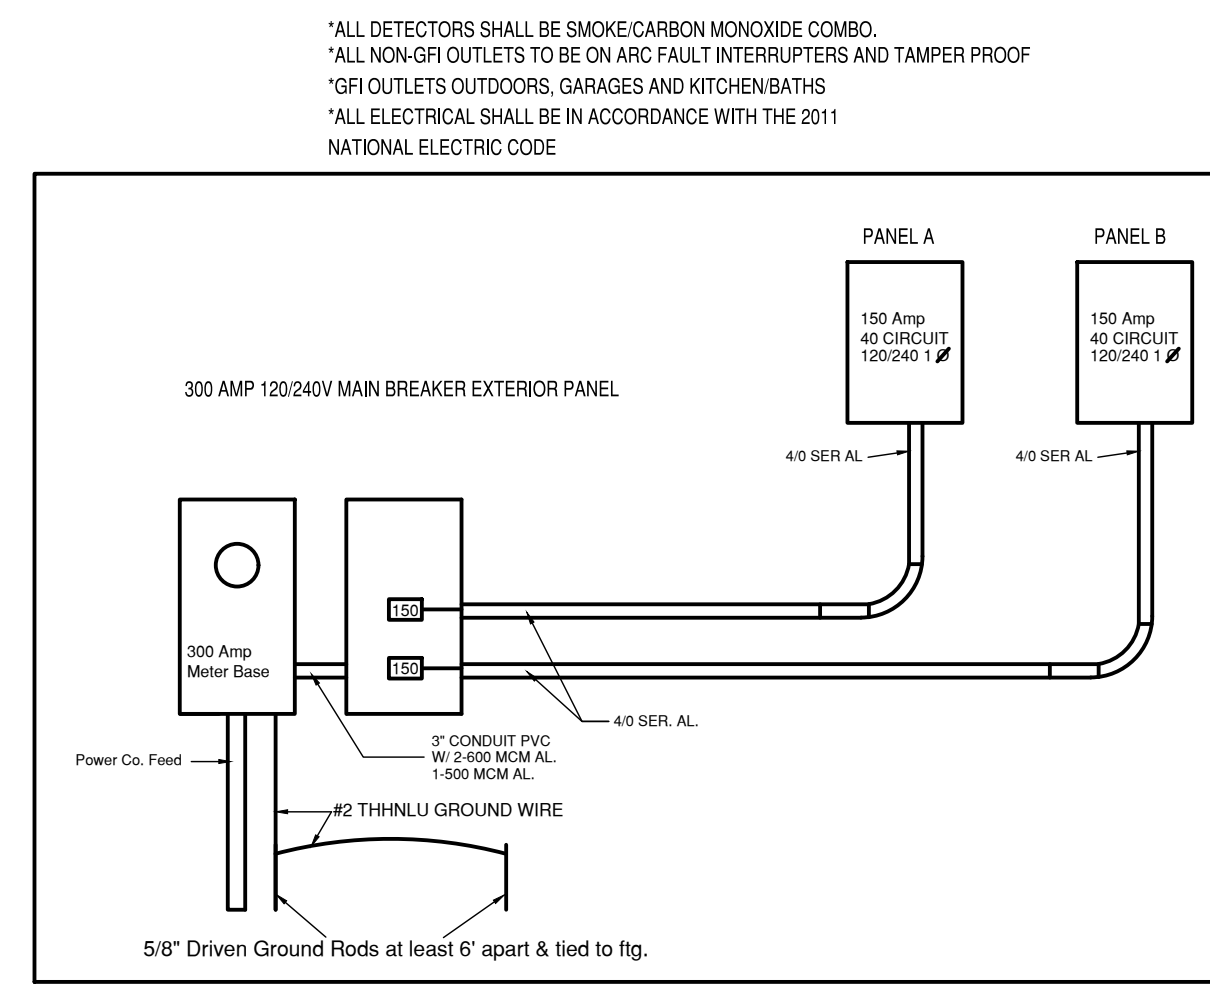 *ALL DETECTORS SHALL BE SMOKE/CARBON MONOXIDE COMBO.
*ALL NON-GFI OUTLETS TO BE ON ARC FAULT INTERRUPTERS AND TAMPER PROOF
*GFI OUTLETS OUTDOORS, GARAGES AND KITCHEN/BATHS
*ALL ELECTRICAL SHALL BE IN ACCORDANCE WITH THE 2011
NATIONAL ELECTRIC CODE
PANEL A
PANEL B
150 Amp
40 CIRCUIT
120/240 1 Ø
150 Amp
40 CIRCUIT
120/240 1 Ø
300 AMP 120/240V MAIN BREAKER EXTERIOR PANEL
4/0 SER AL
4/0 SER AL
150
150
300 Amp
Meter Base
4/0 SER. AL.
3" CONDUIT PVC
W/ 2-600 MCM AL.
1-500 MCM AL.
Power Co. Feed
#2 THHNLU GROUND WIRE
5/8" Driven Ground Rods at least 6' apart & tied to ftg.